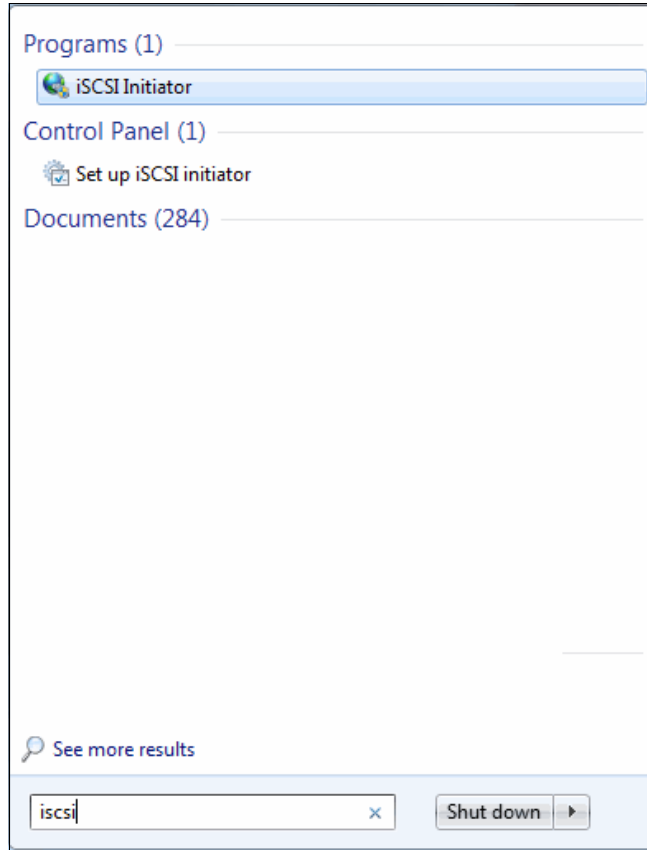 Programs (1)
iSCSI Initiator
Control Panel (1)
Set up iSCSI initiator
Documents (284)
See more results
iscsi
Shut down